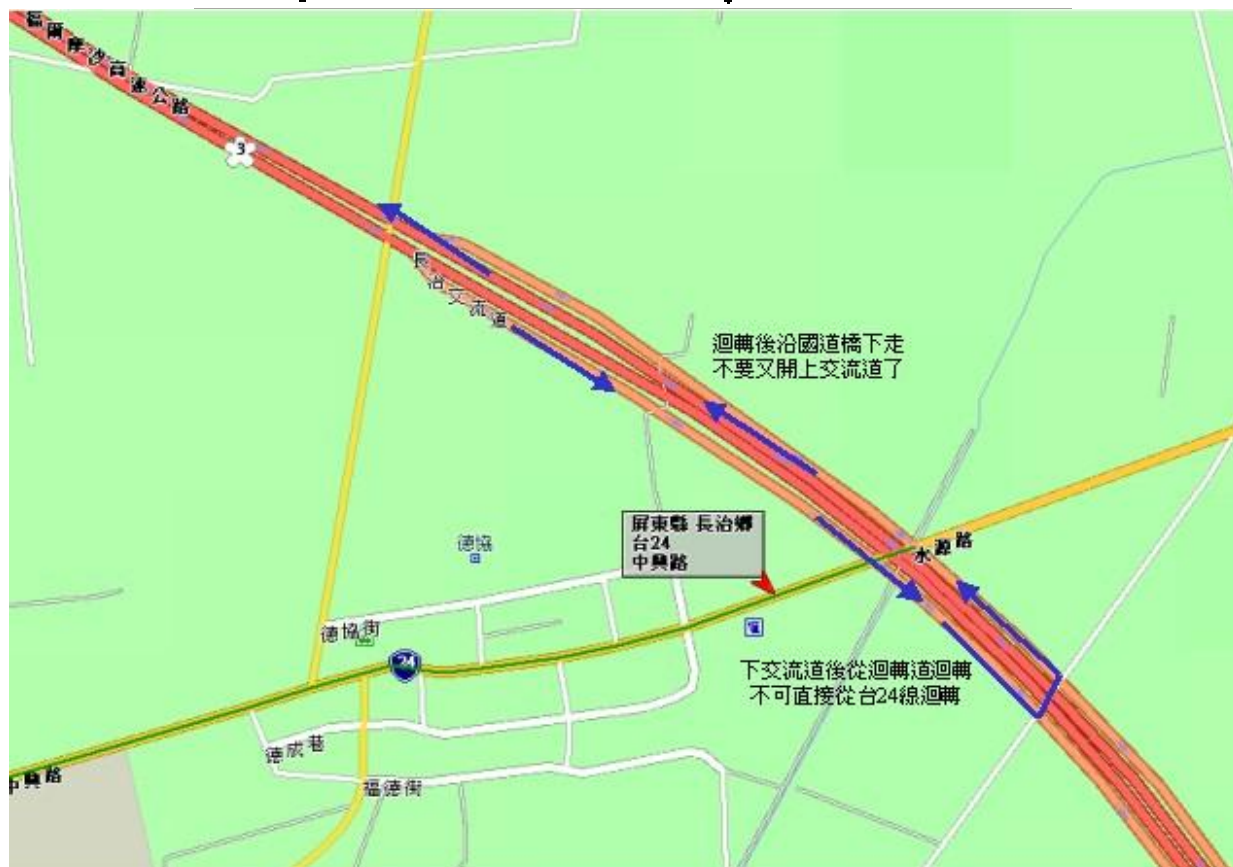 福爾摩沙高速公路
3
長治交流道
迴轉後沿國道橋下走
不要又開上交流道了
屏東縣 長治鄉
台24
中興路
水源路
德協
德協街
24
下交流道後從迴轉道迴轉
不可直接從台24線迴轉
德成巷
中興路
福德街